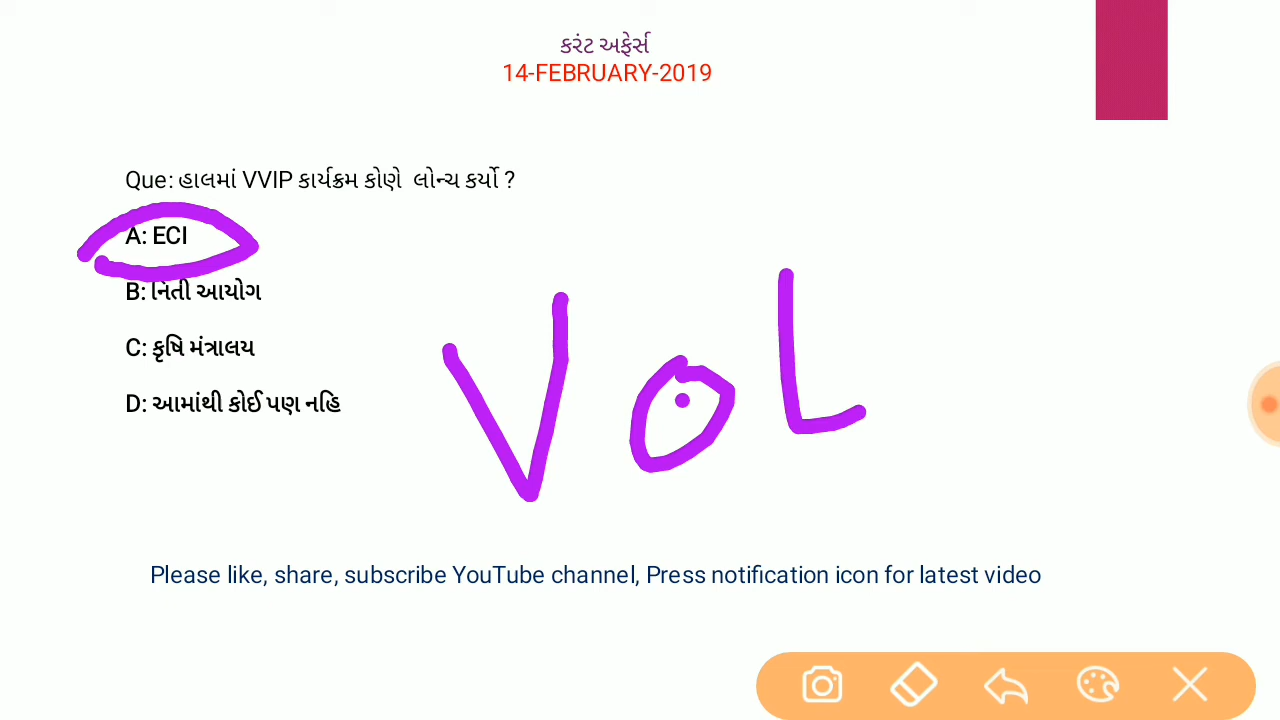 કરંટ અફેર્સ
14-FEBRUARY-2019
Que: હાલમાં VVIP કાર્યક્રમ કોણે લોન્ચ કર્યો ?
A: ECI
B: નિતી આયોગ
C: કૃષિ મંત્રાલય
D: આમાંથી કોઈ પણ નહિ
VOL
Please like, share, subscribe YouTube channel, Press notification icon for latest video